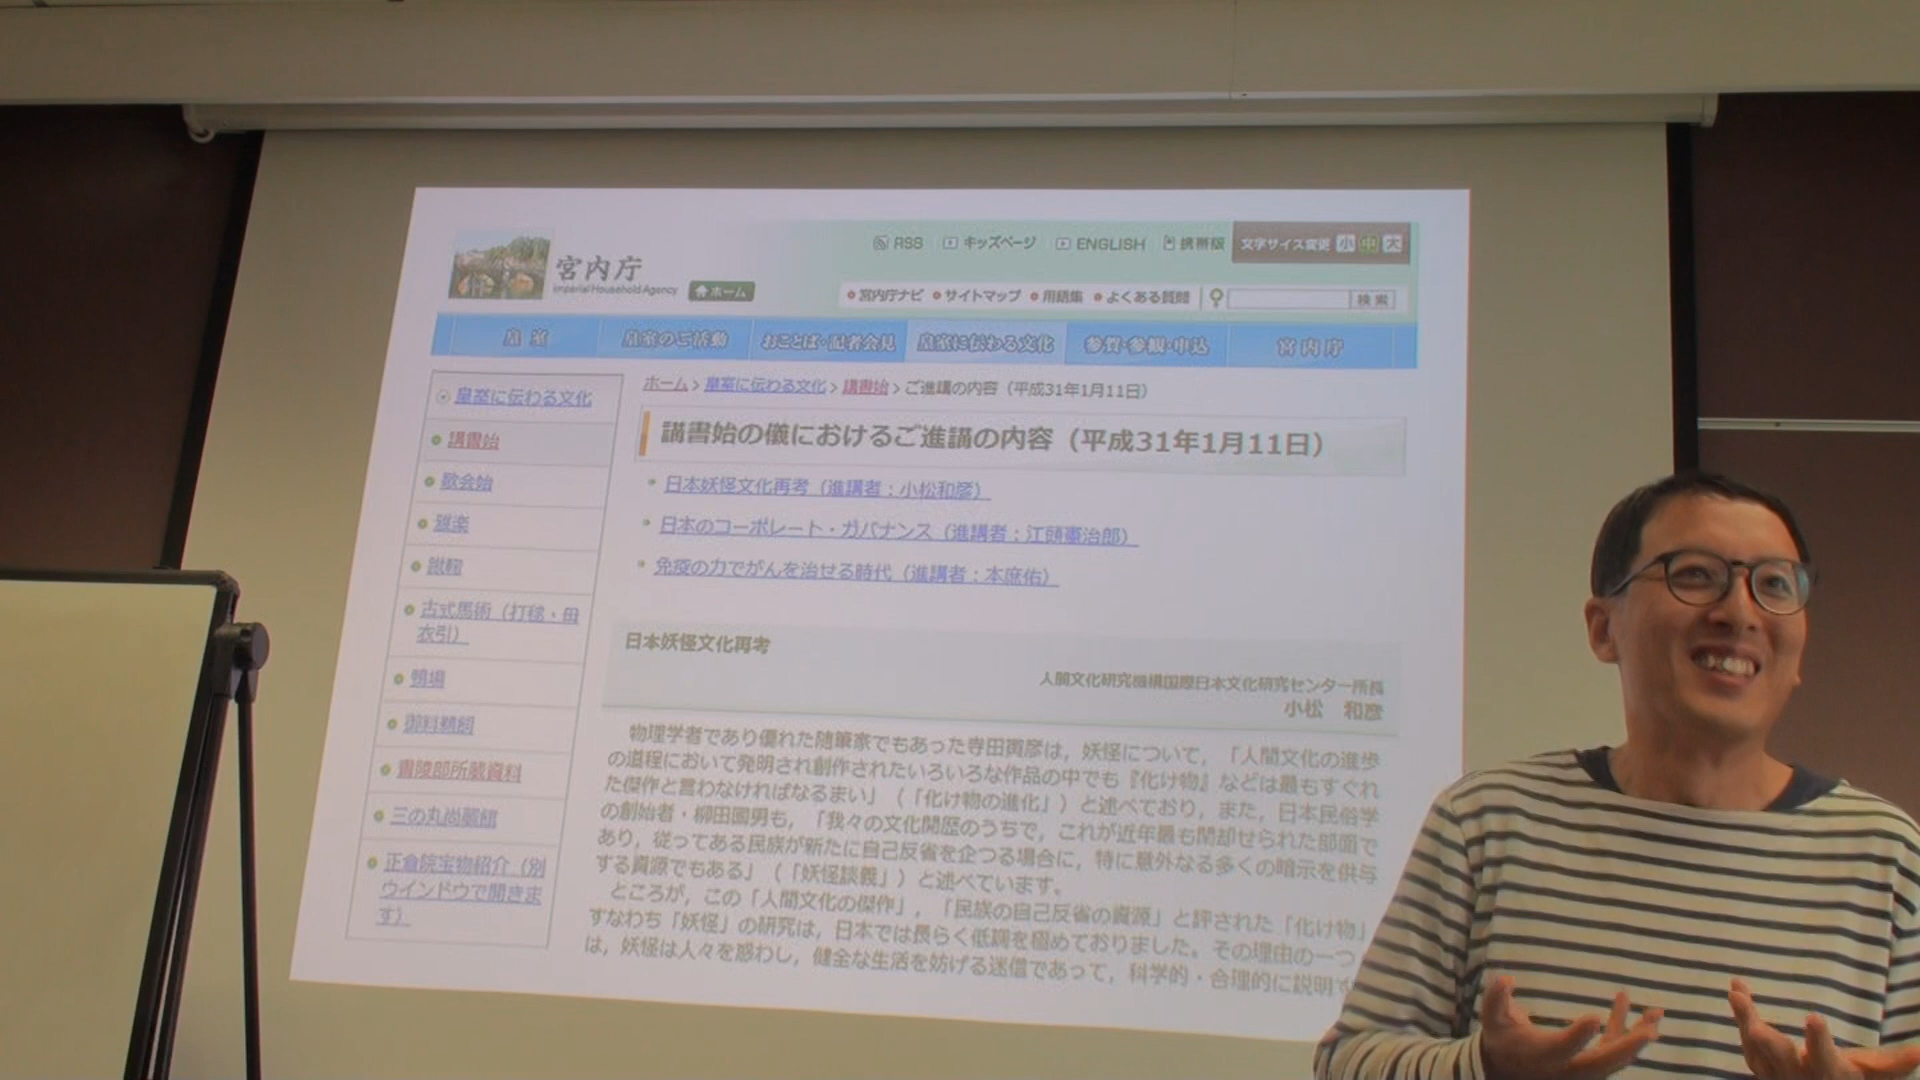 RSS キッズページ ENGLISH 携帯版 文字サイズ変更 小 中 大
宮内庁
Imperial Household Agency
ホーム
宮内庁ナビ サイトマップ 用語集 よくある質問 検索
皇室 皇室のご活動 おことば・記者会見 皇室に伝わる文化 参賀・参観・申込 宮内庁
皇室に伝わる文化
講書始
歌会始
雅楽
蹴鞠
古式馬術（打毬・母
衣引）
鴨場
御料鵜飼
書陵部所蔵資料
三の丸尚蔵館
正倉院宝物紹介（別
ウインドウで開きま
す）
ホーム > 皇室に伝わる文化 > 講書始 > ご進講の内容（平成31年1月11日）
講書始の儀におけるご進講の内容（平成31年1月11日）
日本妖怪文化再考（進講者：小松和彦）
日本のコーポレート・ガバナンス（進講者：江頭憲治郎）
免疫の力でがんを治せる時代（進講者：本庶佑）
日本妖怪文化再考
人間文化研究機構国際日本文化研究センター所長
小松　和彦
物理学者であり優れた随筆家でもあった寺田寅彦は，妖怪について，「人間文化の進歩
の道程において発明され創作されたいろいろな作品の中でも『化け物』などは最もすぐれ
た傑作と言わなければなるまい」（「化け物の進化」）と述べており，また，日本民俗学
の創始者・柳田國男も，「我々の文化閲歴のうちで，これが近年最も閑却せられた部面で
あり，従ってある民族が新たに自己反省を企つる場合に，特に意外なる多くの暗示を供与
する資源でもある」（「妖怪談義」）と述べています。
ところが，この「人間文化の傑作」，「民族の自己反省の資源」と評された「化け物」
すなわち「妖怪」の研究は，日本では長らく低調を極めておりました。その理由の一つ
は，妖怪は人々を惑わし，健全な生活を妨げる迷信であって，科学的・合理的に説明す